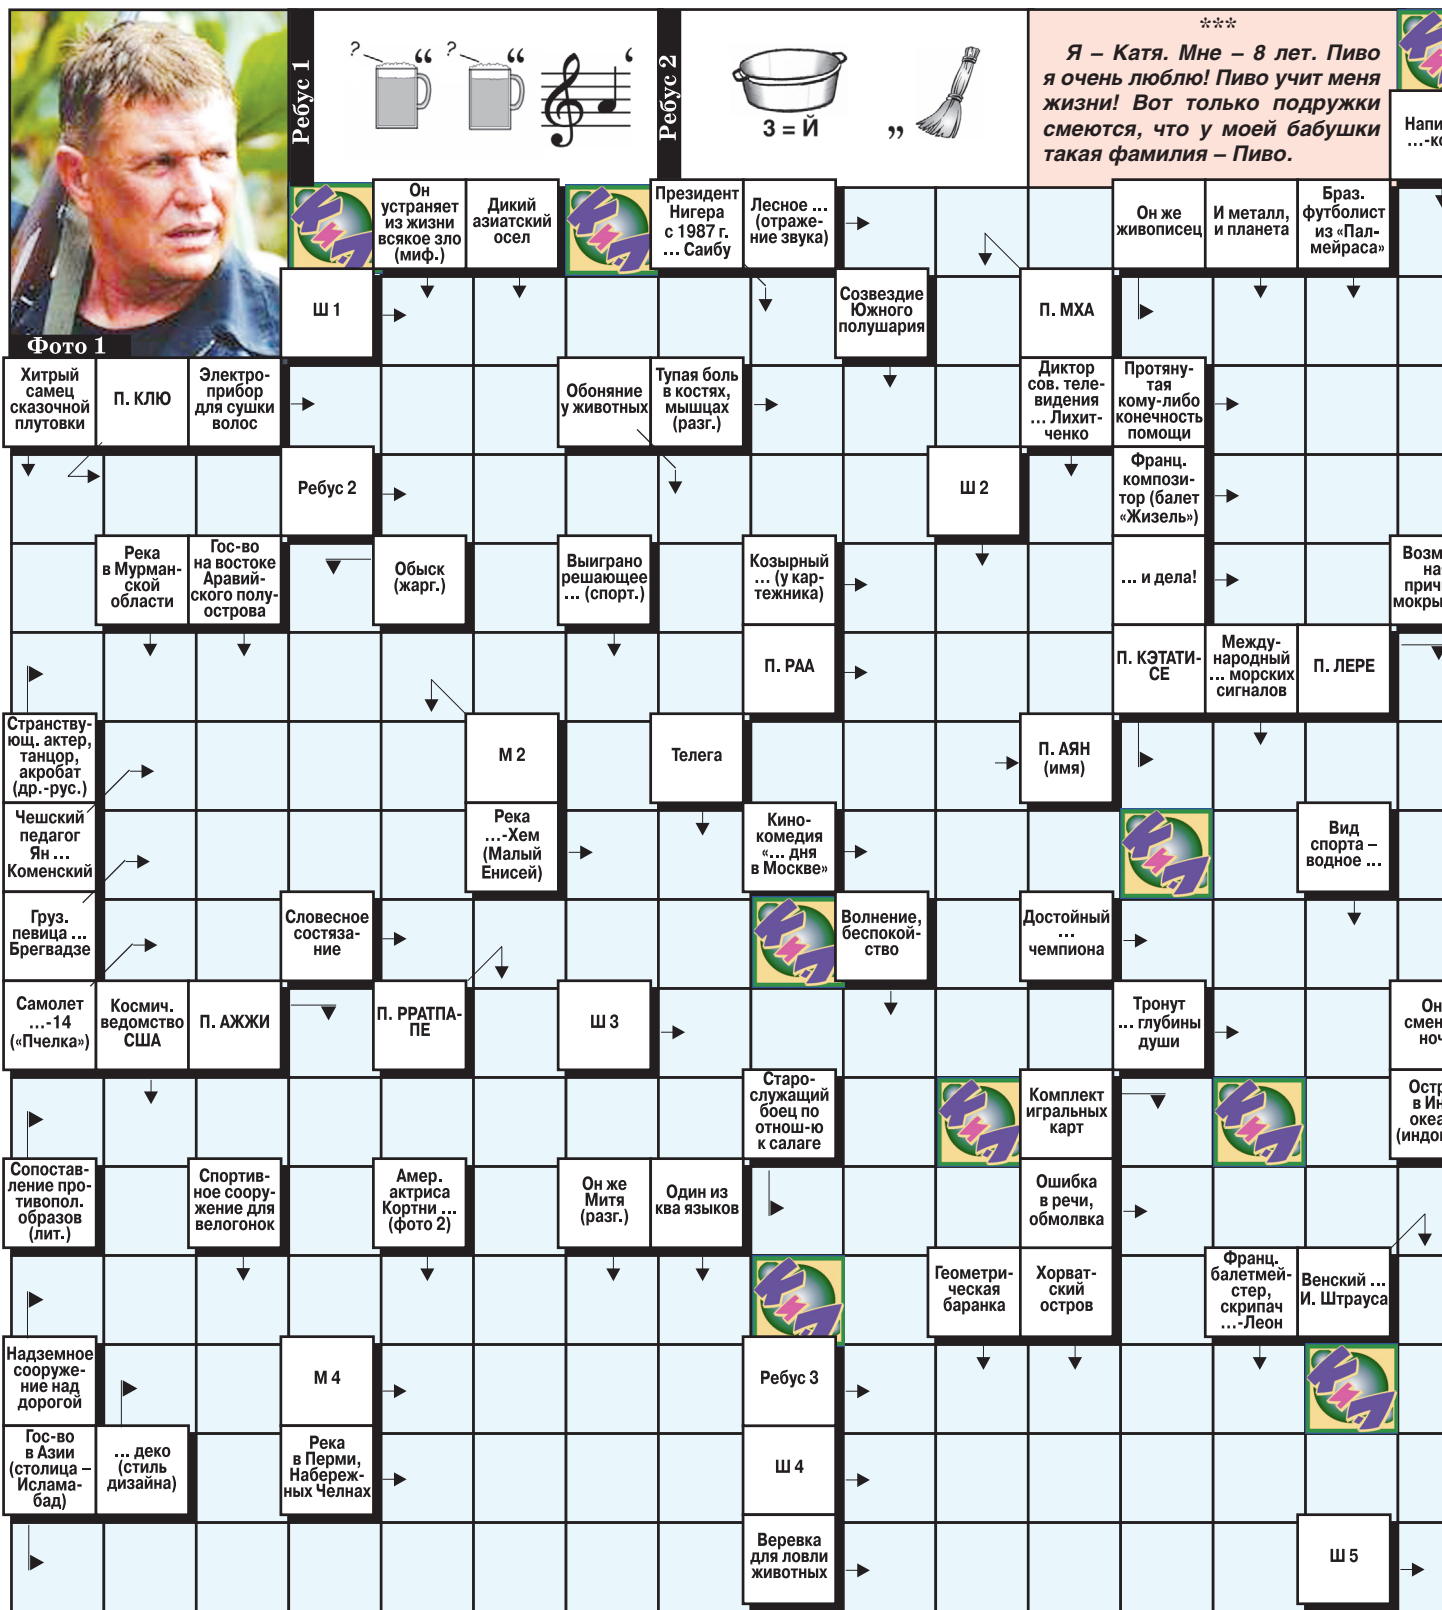 Ребус 1
?
“
?
“
‘
Ребус 2
3 = Й
„
***
Я – Катя. Мне – 8 лет. Пиво
я очень люблю! Пиво учит меня
жизни! Вот только подружки
смеются, что у моей бабушки
такая фамилия – Пиво.
КиЛ
Фото 1
КиЛ
Он
устраняет
из жизни
всякое зло
(миф.)
Дикий
азиатский
осел
КиЛ
Президент
Нигера
с 1987 г.
... Саибу
Лесное ...
(отраже-
ние звука)
Он же
живописец
И металл,
и планета
Браз.
футболист
из «Пал-
мейраса»
Ш 1
Созвездие
Южного
полушария
П. МХА
Хитрый
самец
сказочной
плутовки
П. КЛЮ
Электро-
прибор
для сушки
волос
Обоняние
у животных
Тупая боль
в костях,
мышцах
(разг.)
Диктор
сов. теле-
видения
... Лихит-
ченко
Протяну-
тая
кому-либо
конечность
помощи
Ребус 2
Ш 2
Франц.
компози-
тор (балет
«Жизель»)
Река
в Мурман-
ской
области
Гос-во
на востоке
Аравий-
ского полу-
острова
Обыск
(жарг.)
Выиграно
решающее
... (спорт.)
Козырный
... (у кар-
тежника)
... и дела!
П. РАА
П. КЭТАТИ-
СЕ
Между-
народный
... морских
сигналов
П. ЛЕРЕ
Странству-
ющ. актер,
танцор,
акробат
(др.-рус.)
М 2
Телега
П. АЯН
(имя)
Чешский
педагог
Ян ...
Коменский
Река
...-Хем
(Малый
Енисей)
Кино-
комедия
«... дня
в Москве»
КиЛ
Вид
спорта –
водное ...
Груз.
певица ...
Брегвадзе
Словесное
состяза-
ние
КиЛ
Волнение,
беспокой-
ство
Достойный
...
чемпиона
Самолет
...-14
(«Пчелка»)
Космич.
ведомство
США
П. АЖЖИ
П. РРАТПА-
ПЕ
Ш 3
Тронут
... глубины
души
Старо-
служащий
боец по
отнош-ю
к салаге
КиЛ
Комплект
игральных
карт
КиЛ
Сопостав-
ление про-
тивопол.
образов
(лит.)
Спортив-
ное соору-
жение для
велогонок
Амер.
актриса
Кортни ...
(фото 2)
Он же
Митя
(разг.)
Один из
ква языков
Ошибка
в речи,
обмолвка
КиЛ
Геометри-
ческая
баранка
Хорват-
ский
остров
Франц.
балетмей-
стер,
скрипач
...-Леон
Венский ...
И. Штрауса
Надземное
сооруже-
ние над
дорогой
М 4
Ребус 3
КиЛ
Гос-во
в Азии
(столица –
Ислама-
бад)
... деко
(стиль
дизайна)
Река
в Перми,
Набереж-
ных Челнах
Ш 4
Веревка
для ловли
животных
Ш 5